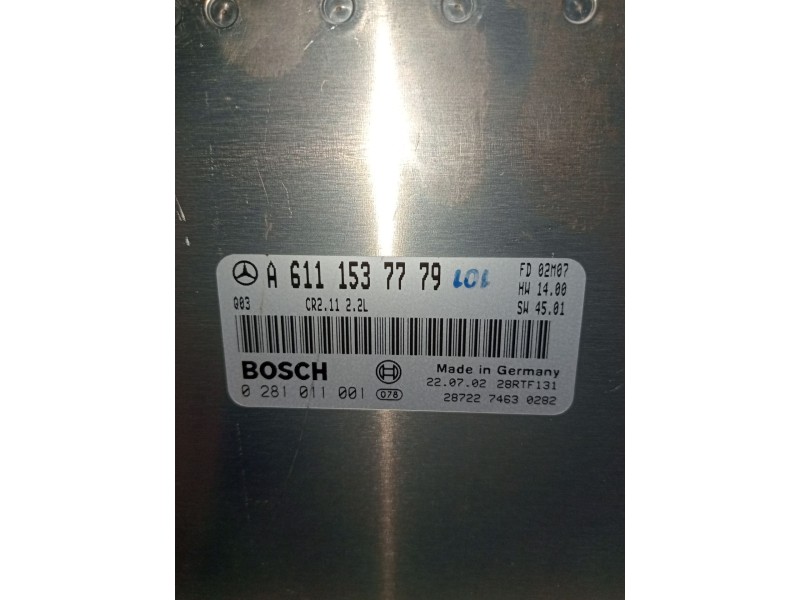 A 611 153 77 79 101 FD 02M07
HW 14.00
Q03 CR2.11 2.2L SW 45.01
BOSCH Made in Germany
22.07.02 28RTF131
0 281 011 001 078 28722 7463 0282